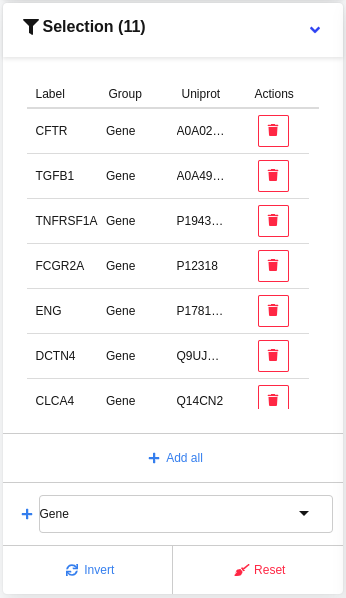 Selection (11)
Label Group Uniprot Actions
CFTR Gene A0A02…
TGFB1 Gene A0A49…
TNFRSF1A Gene P1943…
FCGR2A Gene P12318
ENG Gene P1781…
DCTN4 Gene Q9UJ…
CLCA4 Gene Q14CN2
Add all
Gene
Invert Reset